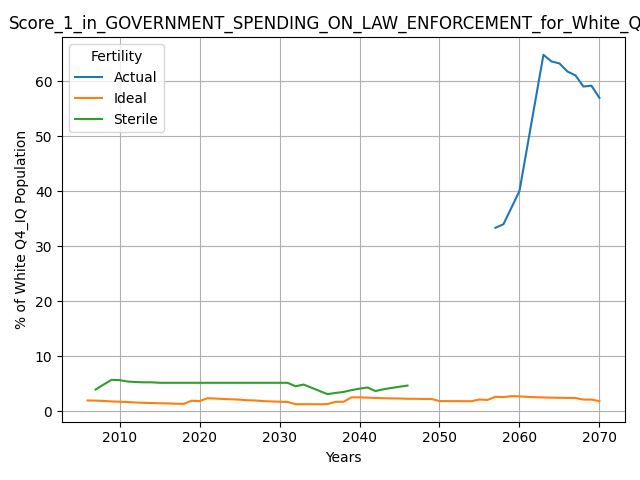 Score_1_in_GOVERNMENT_SPENDING_ON_LAW_ENFORCEMENT_for_White_Q
Fertility
Actual
Ideal
Sterile
% of White Q4_IQ Population
60
50
40
30
20
10
0
2010 2020 2030 2040 2050 2060 2070
Years